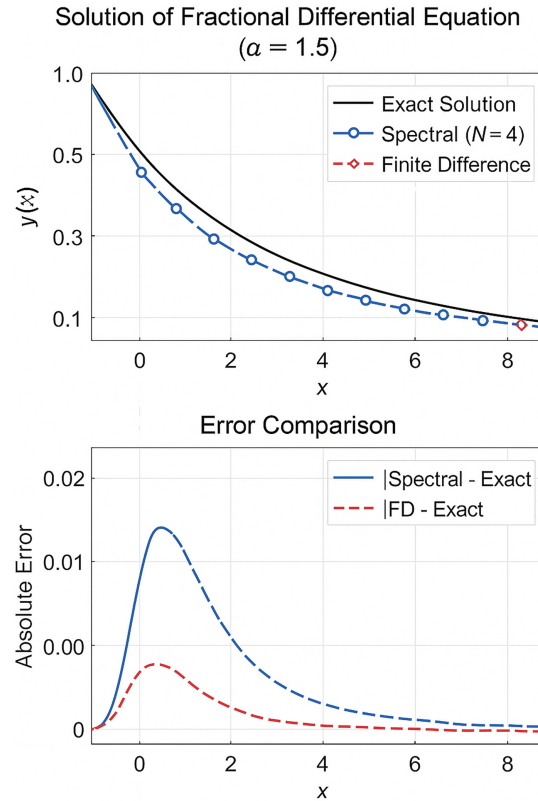 Solution of Fractional Differential Equation
(α = 1.5)
1.0
0.5
0.3
0.1
y(x)
Exact Solution
Spectral (N = 4)
Finite Difference
0 2 4 6 8
x
Error Comparison
0.02
0.01
0.00
0
Absolute Error
|Spectral - Exact
|FD - Exact
0 2 4 6 8
x